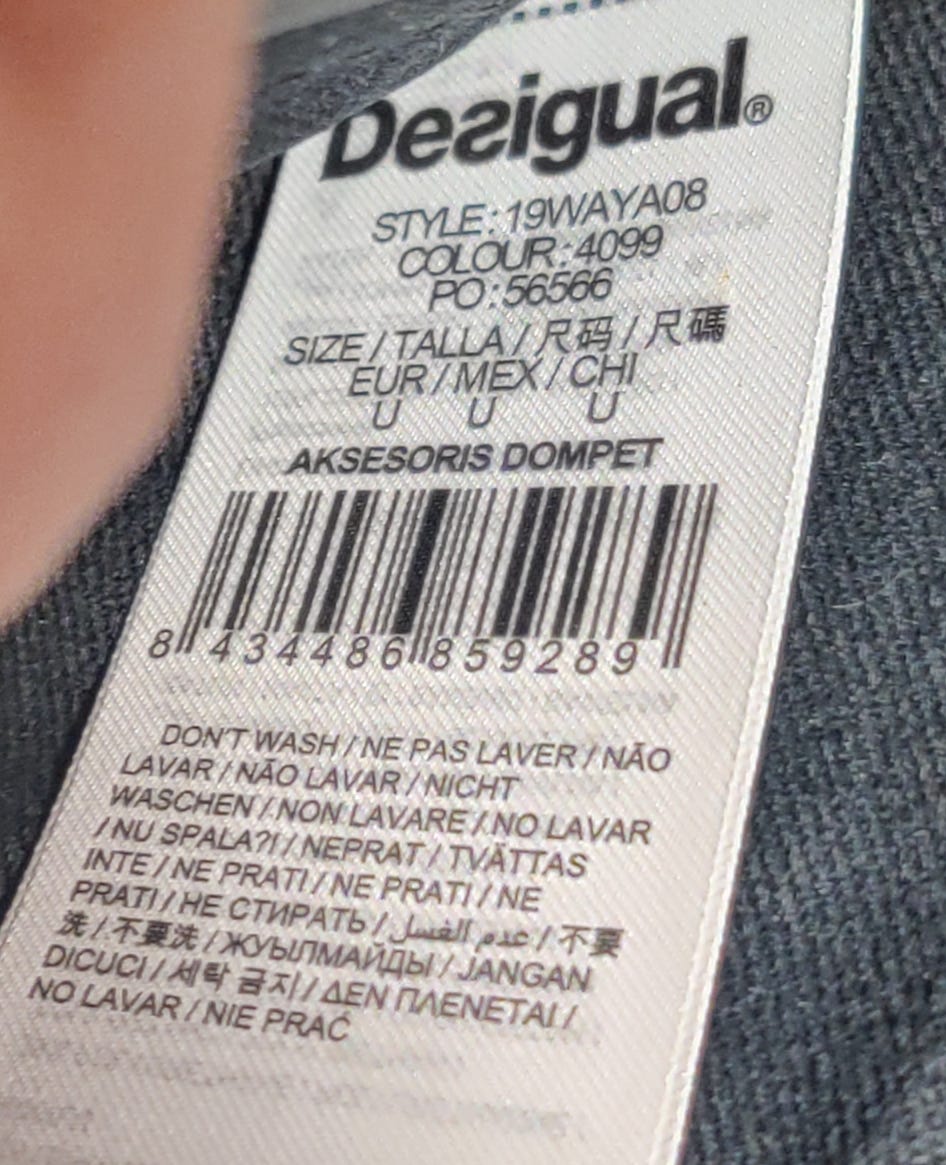 Desigual®
STYLE:19WAYA08
COLOUR:4099
PO:56566
SIZE / TALLA / 尺码 / 尺碼
EUR / MEX / CHI
U U U
AKSESORIS DOMPET
8 434486 859289
DON'T WASH / NE PAS LAVER / NÃO
LAVAR / NÃO LAVAR / NICHT
WASCHEN / NON LAVARE / NO LAVAR
/ NU SPALA?I / NEPRAT / TVÄTTAS
INTE / NE PRATI / NE PRATI / NE
PRATI / НЕ СТИРАТЬ / عدم الغسل / 不要
洗 / 不要洗 / ЖУЫЛМАЙДЫ / JANGAN
DICUCI / 세탁 금지 / ΔΕΝ ΠΛΕΝΕΤΑΙ /
NO LAVAR / NIE PRAĆ